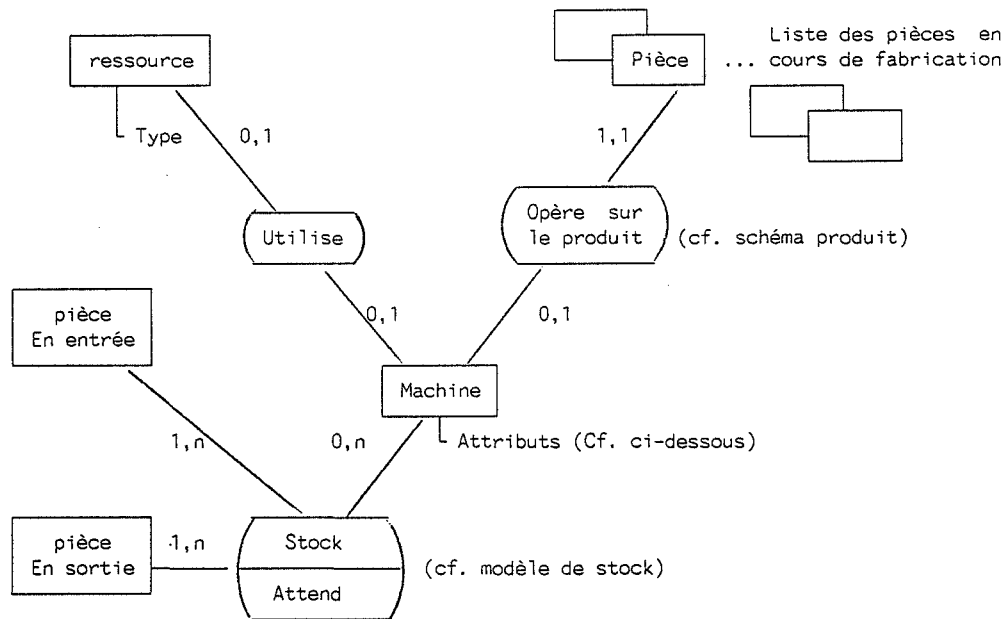 Liste des pièces en
ressource
Pièce
... cours de fabrication
Type
0,1
1,1
Utilise
Opère sur
le produit
(cf. schéma produit)
pièce
En entrée
0,1
0,1
Machine
1,n
0,n
Attributs (Cf. ci-dessous)
pièce
En sortie
1,n
Stock
(cf. modèle de stock)
Attend